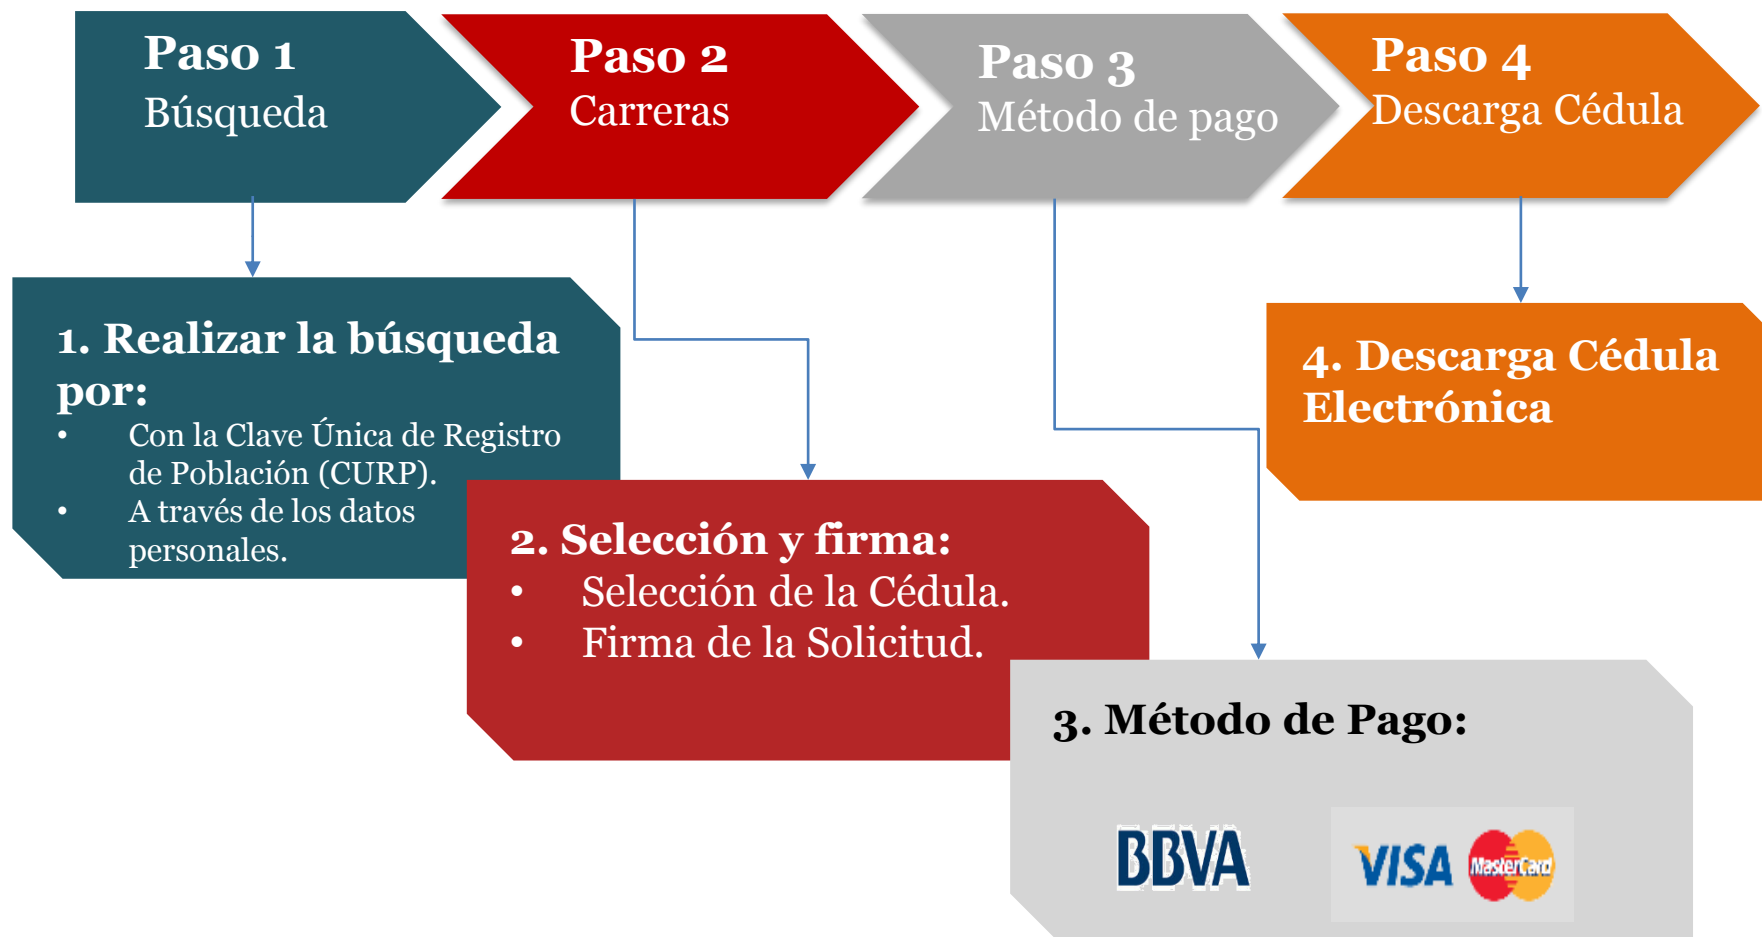 Paso 1
Búsqueda
Paso 2
Carreras
Paso 3
Método de pago
Paso 4
Descarga Cédula
1. Realizar la búsqueda
por:
• Con la Clave Única de Registro
de Población (CURP).
• A través de los datos
personales.
2. Selección y firma:
• Selección de la Cédula.
• Firma de la Solicitud.
3. Método de Pago:
BBVA
VISA MasterCard
4. Descarga Cédula
Electrónica